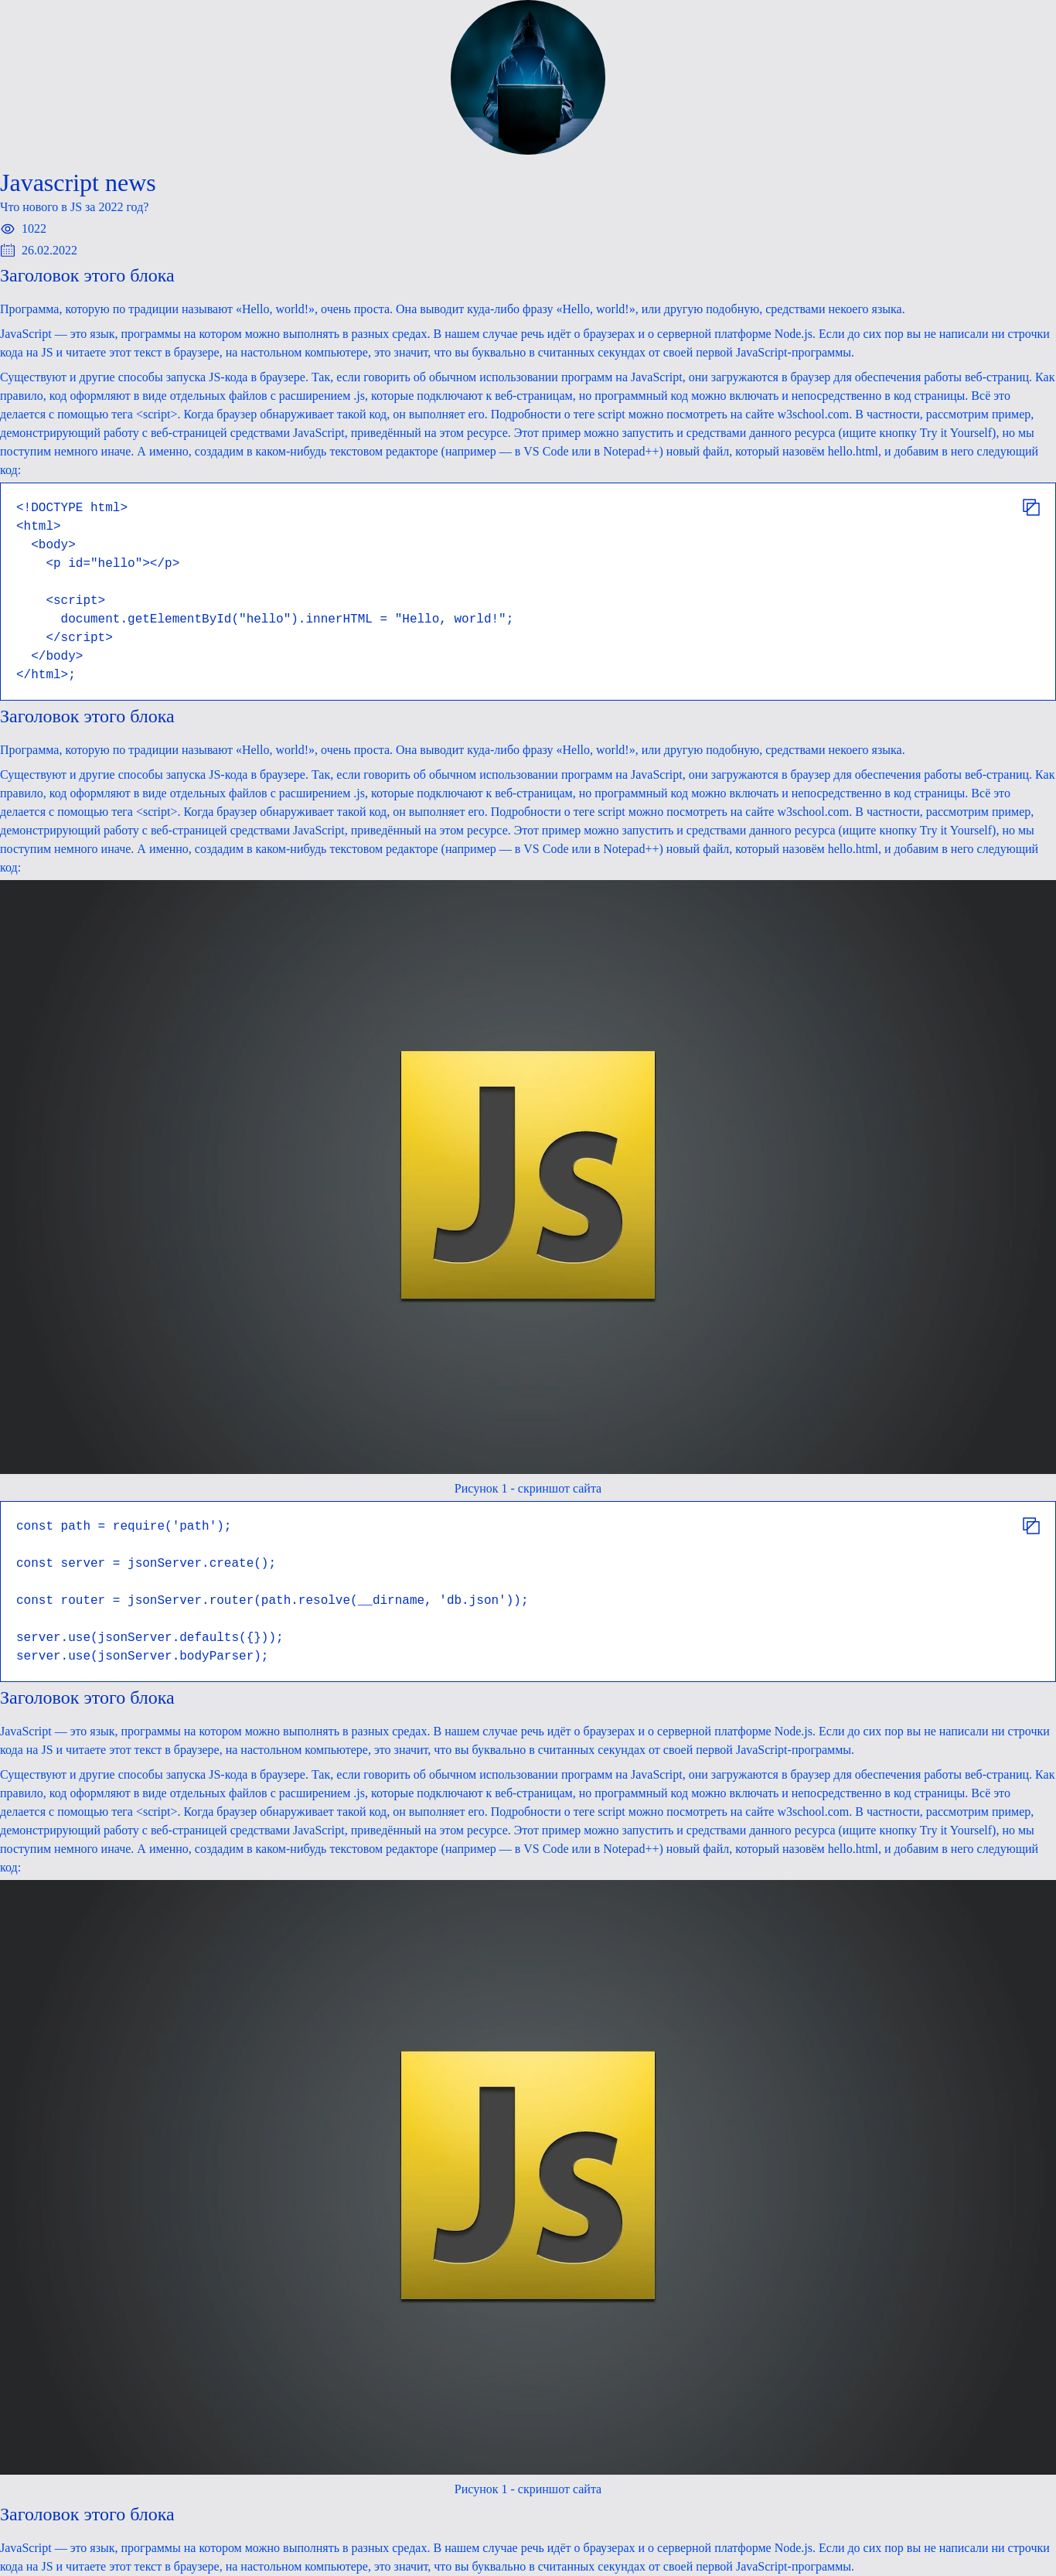 Javascript news
Что нового в JS за 2022 год?
1022
26.02.2022
Заголовок этого блока
Программа, которую по традиции называют «Hello, world!», очень проста. Она выводит куда-либо фразу «Hello, world!», или другую подобную, средствами некоего языка.
JavaScript — это язык, программы на котором можно выполнять в разных средах. В нашем случае речь идёт о браузерах и о серверной платформе Node.js. Если до сих пор вы не написали ни строчки
кода на JS и читаете этот текст в браузере, на настольном компьютере, это значит, что вы буквально в считанных секундах от своей первой JavaScript-программы.
Существуют и другие способы запуска JS-кода в браузере. Так, если говорить об обычном использовании программ на JavaScript, они загружаются в браузер для обеспечения работы веб-страниц. Как
правило, код оформляют в виде отдельных файлов с расширением .js, которые подключают к веб-страницам, но программный код можно включать и непосредственно в код страницы. Всё это
делается с помощью тега <script>. Когда браузер обнаруживает такой код, он выполняет его. Подробности о теге script можно посмотреть на сайте w3school.com. В частности, рассмотрим пример,
демонстрирующий работу с веб-страницей средствами JavaScript, приведённый на этом ресурсе. Этот пример можно запустить и средствами данного ресурса (ищите кнопку Try it Yourself), но мы
поступим немного иначе. А именно, создадим в каком-нибудь текстовом редакторе (например — в VS Code или в Notepad++) новый файл, который назовём hello.html, и добавим в него следующий
код:
<!DOCTYPE html>
<html>
  <body>
    <p id="hello"></p>

    <script>
      document.getElementById("hello").innerHTML = "Hello, world!";
    </script>
  </body>
</html>;
Заголовок этого блока
Программа, которую по традиции называют «Hello, world!», очень проста. Она выводит куда-либо фразу «Hello, world!», или другую подобную, средствами некоего языка.
Существуют и другие способы запуска JS-кода в браузере. Так, если говорить об обычном использовании программ на JavaScript, они загружаются в браузер для обеспечения работы веб-страниц. Как
правило, код оформляют в виде отдельных файлов с расширением .js, которые подключают к веб-страницам, но программный код можно включать и непосредственно в код страницы. Всё это
делается с помощью тега <script>. Когда браузер обнаруживает такой код, он выполняет его. Подробности о теге script можно посмотреть на сайте w3school.com. В частности, рассмотрим пример,
демонстрирующий работу с веб-страницей средствами JavaScript, приведённый на этом ресурсе. Этот пример можно запустить и средствами данного ресурса (ищите кнопку Try it Yourself), но мы
поступим немного иначе. А именно, создадим в каком-нибудь текстовом редакторе (например — в VS Code или в Notepad++) новый файл, который назовём hello.html, и добавим в него следующий
код:
Js
Рисунок 1 - скриншот сайта
const path = require('path');

const server = jsonServer.create();

const router = jsonServer.router(path.resolve(__dirname, 'db.json'));

server.use(jsonServer.defaults({}));
server.use(jsonServer.bodyParser);
Заголовок этого блока
JavaScript — это язык, программы на котором можно выполнять в разных средах. В нашем случае речь идёт о браузерах и о серверной платформе Node.js. Если до сих пор вы не написали ни строчки
кода на JS и читаете этот текст в браузере, на настольном компьютере, это значит, что вы буквально в считанных секундах от своей первой JavaScript-программы.
Существуют и другие способы запуска JS-кода в браузере. Так, если говорить об обычном использовании программ на JavaScript, они загружаются в браузер для обеспечения работы веб-страниц. Как
правило, код оформляют в виде отдельных файлов с расширением .js, которые подключают к веб-страницам, но программный код можно включать и непосредственно в код страницы. Всё это
делается с помощью тега <script>. Когда браузер обнаруживает такой код, он выполняет его. Подробности о теге script можно посмотреть на сайте w3school.com. В частности, рассмотрим пример,
демонстрирующий работу с веб-страницей средствами JavaScript, приведённый на этом ресурсе. Этот пример можно запустить и средствами данного ресурса (ищите кнопку Try it Yourself), но мы
поступим немного иначе. А именно, создадим в каком-нибудь текстовом редакторе (например — в VS Code или в Notepad++) новый файл, который назовём hello.html, и добавим в него следующий
код:
Js
Рисунок 1 - скриншот сайта
Заголовок этого блока
JavaScript — это язык, программы на котором можно выполнять в разных средах. В нашем случае речь идёт о браузерах и о серверной платформе Node.js. Если до сих пор вы не написали ни строчки
кода на JS и читаете этот текст в браузере, на настольном компьютере, это значит, что вы буквально в считанных секундах от своей первой JavaScript-программы.